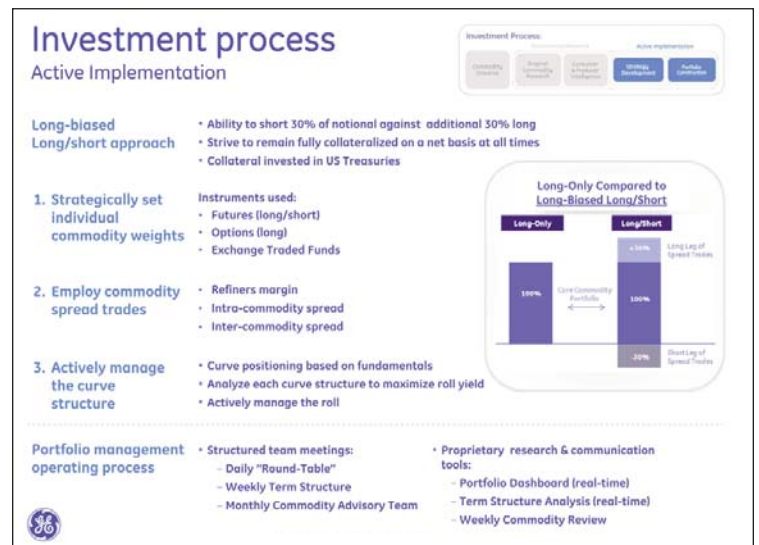 Investment process
Active Implementation
Investment Process:
Active Implementation
Commodity
Universe
Original
Commodity
Research
Consumer
& Producer
Intelligence
Strategy
Development
Portfolio
Construction
Long-biased
Long/short approach
• Ability to short 30% of notional against additional 30% long
• Strive to remain fully collateralized on a net basis at all times
• Collateral invested in US Treasuries
1. Strategically set
individual
commodity weights
Instruments used:
• Futures (long/short)
• Options (long)
• Exchange Traded Funds
2. Employ commodity
spread trades
• Refiners margin
• Intra-commodity spread
• Inter-commodity spread
3. Actively manage
the curve
structure
• Curve positioning based on fundamentals
• Analyze each curve structure to maximize roll yield
• Actively manage the roll
Long-Only Compared to
Long-Biased Long/Short
Long-Only
Long/Short
Long Leg of
Spread Trades
100%
Core Commodity
Portfolio
100%
Short Leg of
Spread Trades
Portfolio management
operating process
• Structured team meetings:
– Daily "Round-Table"
– Weekly Term Structure
– Monthly Commodity Advisory Team
• Proprietary research & communication
tools:
– Portfolio Dashboard (real-time)
– Term Structure Analysis (real-time)
– Weekly Commodity Review